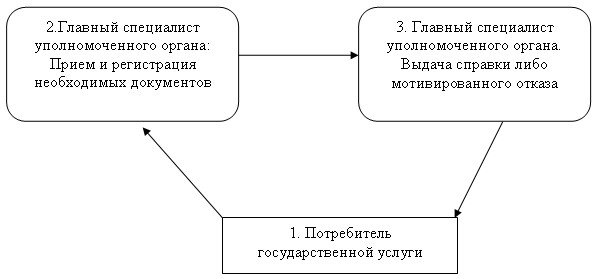 2.Главный специалист
уполномоченного органа:
Прием и регистрация
необходимых документов
3. Главный специалист
уполномоченного органа.
Выдача справки либо
мотивированного отказа
1. Потребитель
государственной услуги